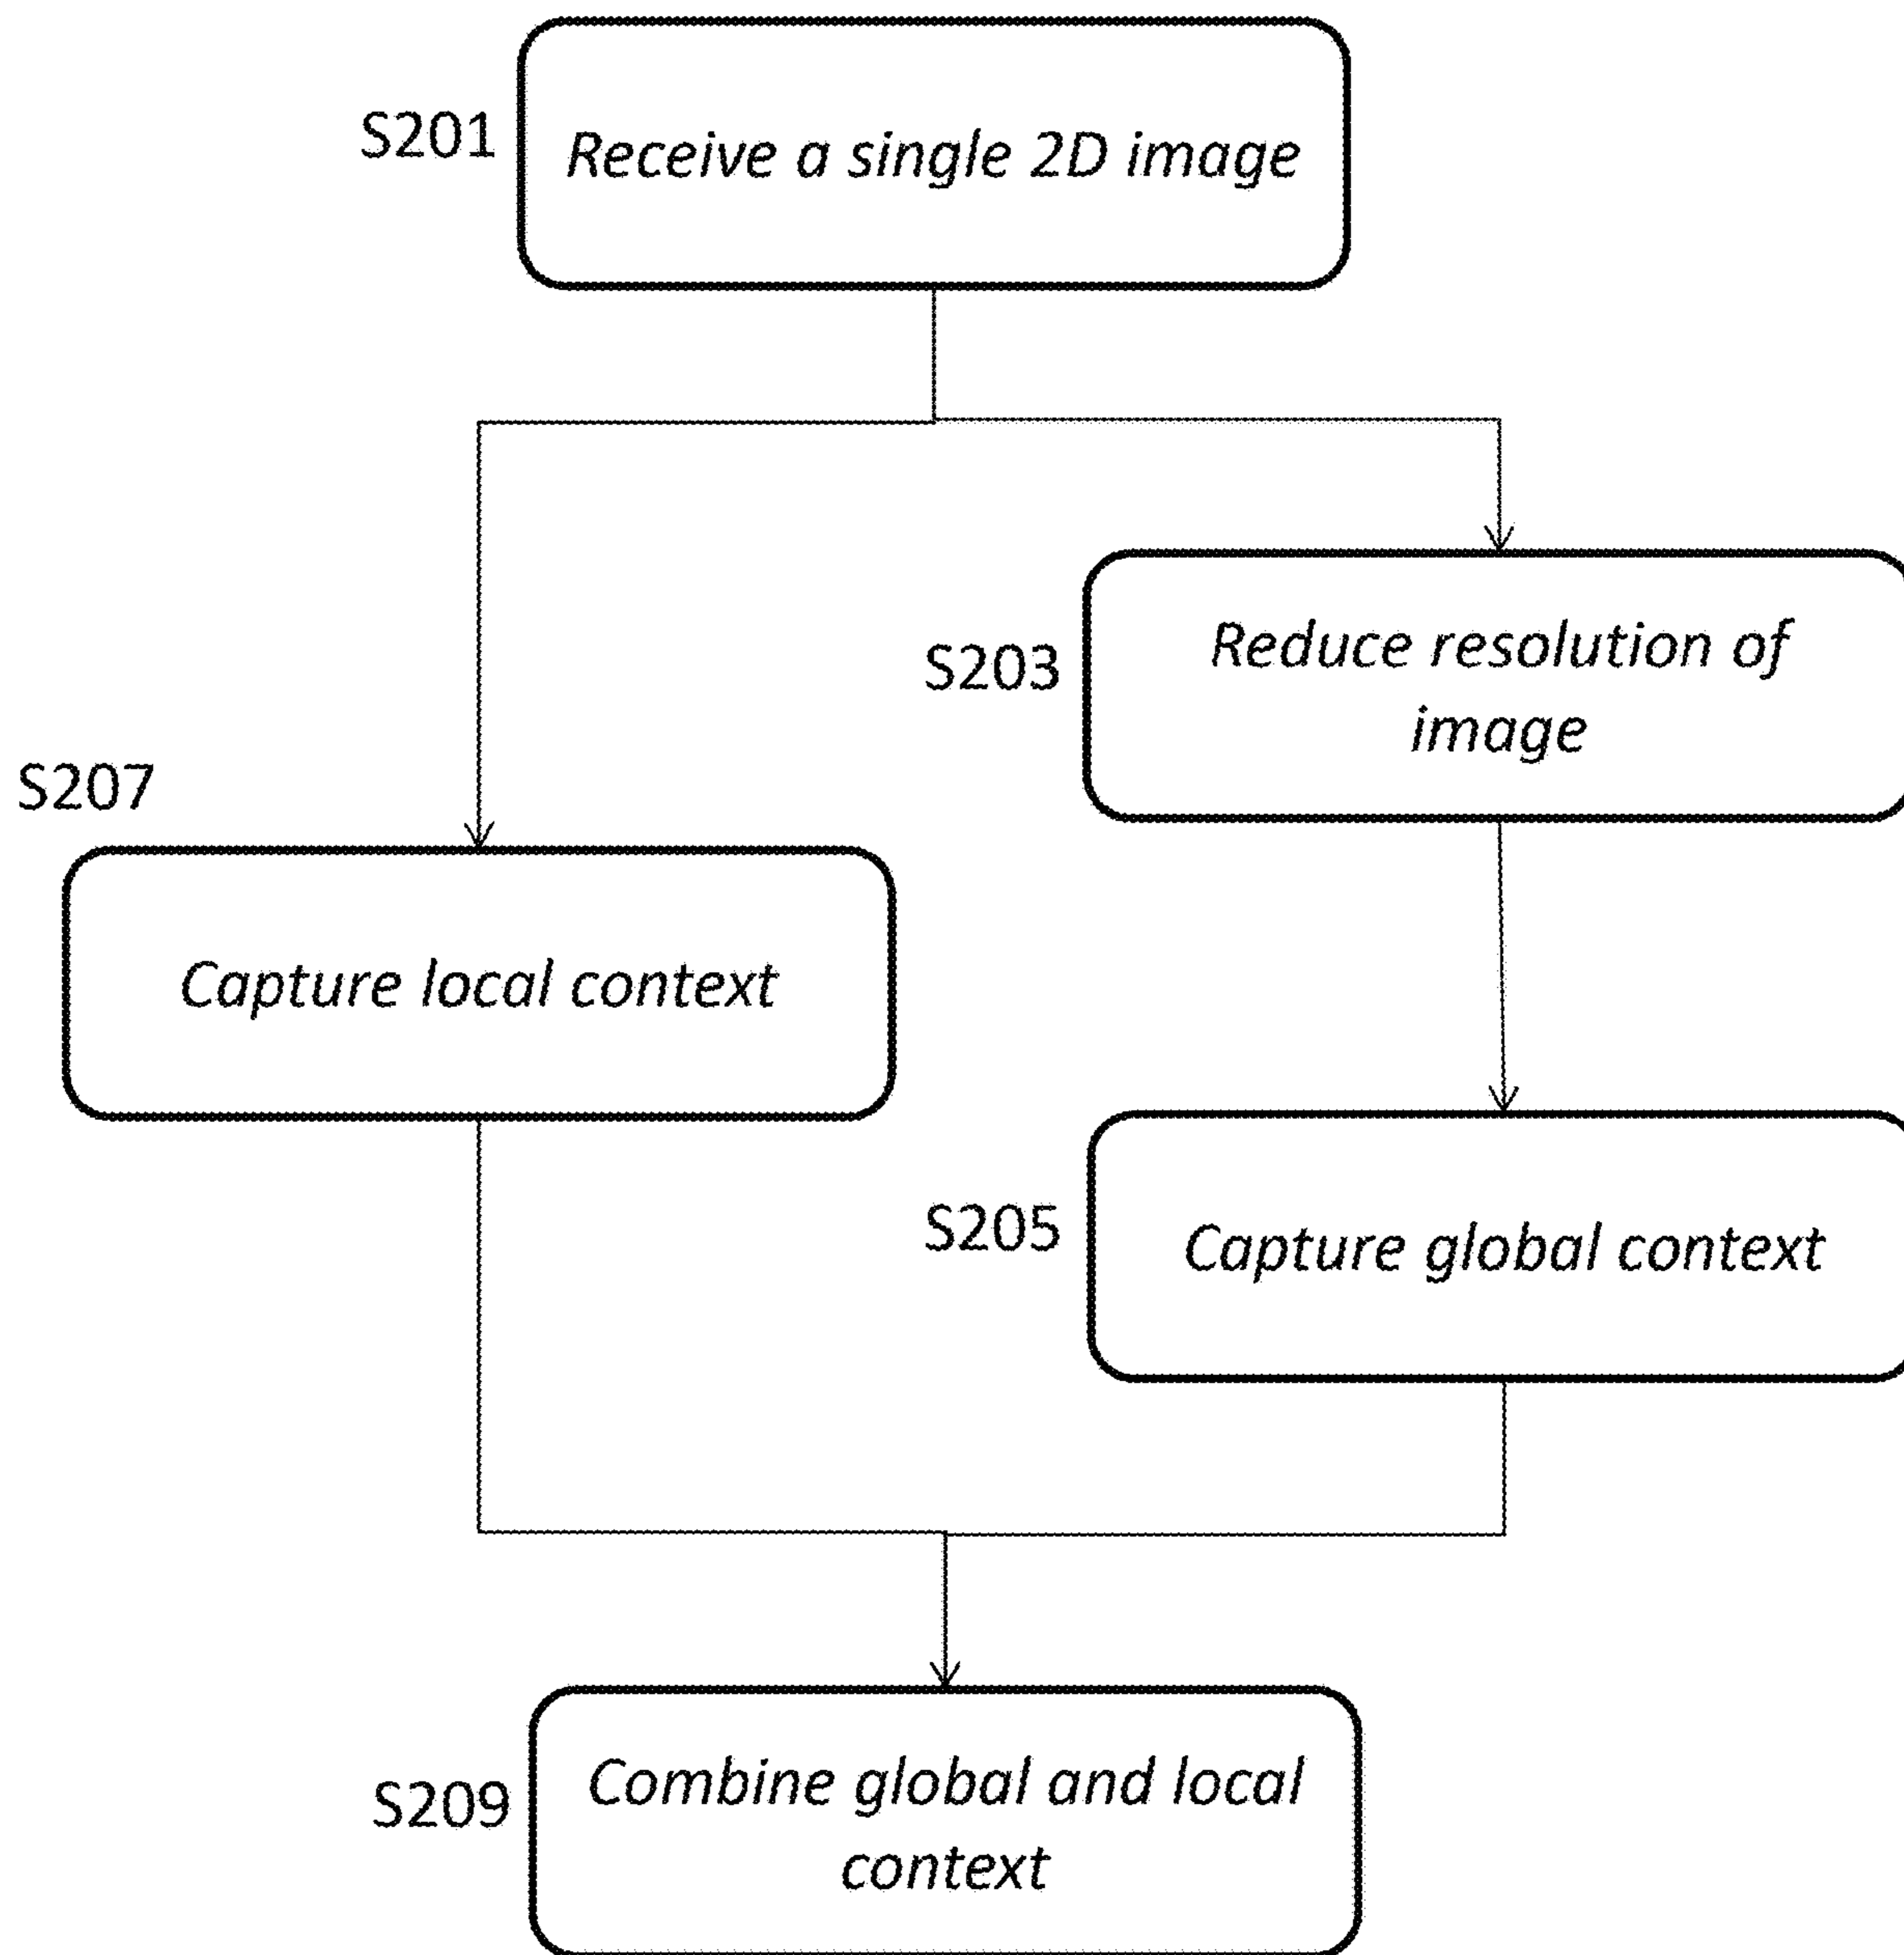 S201
Receive a single 2D image
S203
Reduce resolution of
image
S207
Capture local context
S205
Capture global context
S209
Combine global and local
context